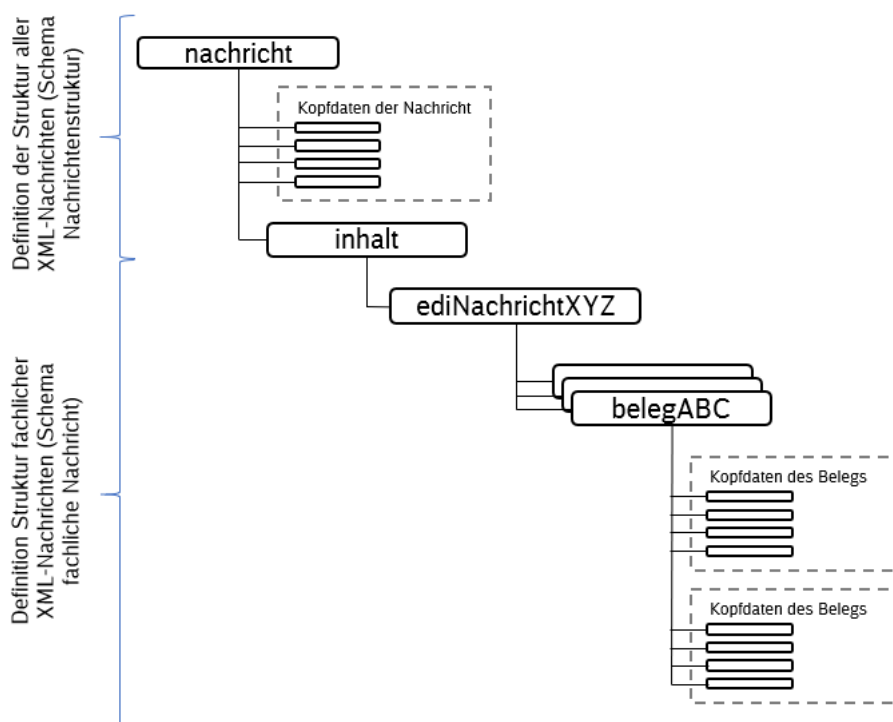 Definition der Struktur aller
XML-Nachrichten (Schema
Nachrichtenstruktur)
nachricht
Kopfdaten der Nachricht
inhalt
Definition Struktur fachlicher
XML-Nachrichten (Schema
fachliche Nachricht)
ediNachrichtXYZ
belegABC
Kopfdaten des Belegs
Kopfdaten des Belegs